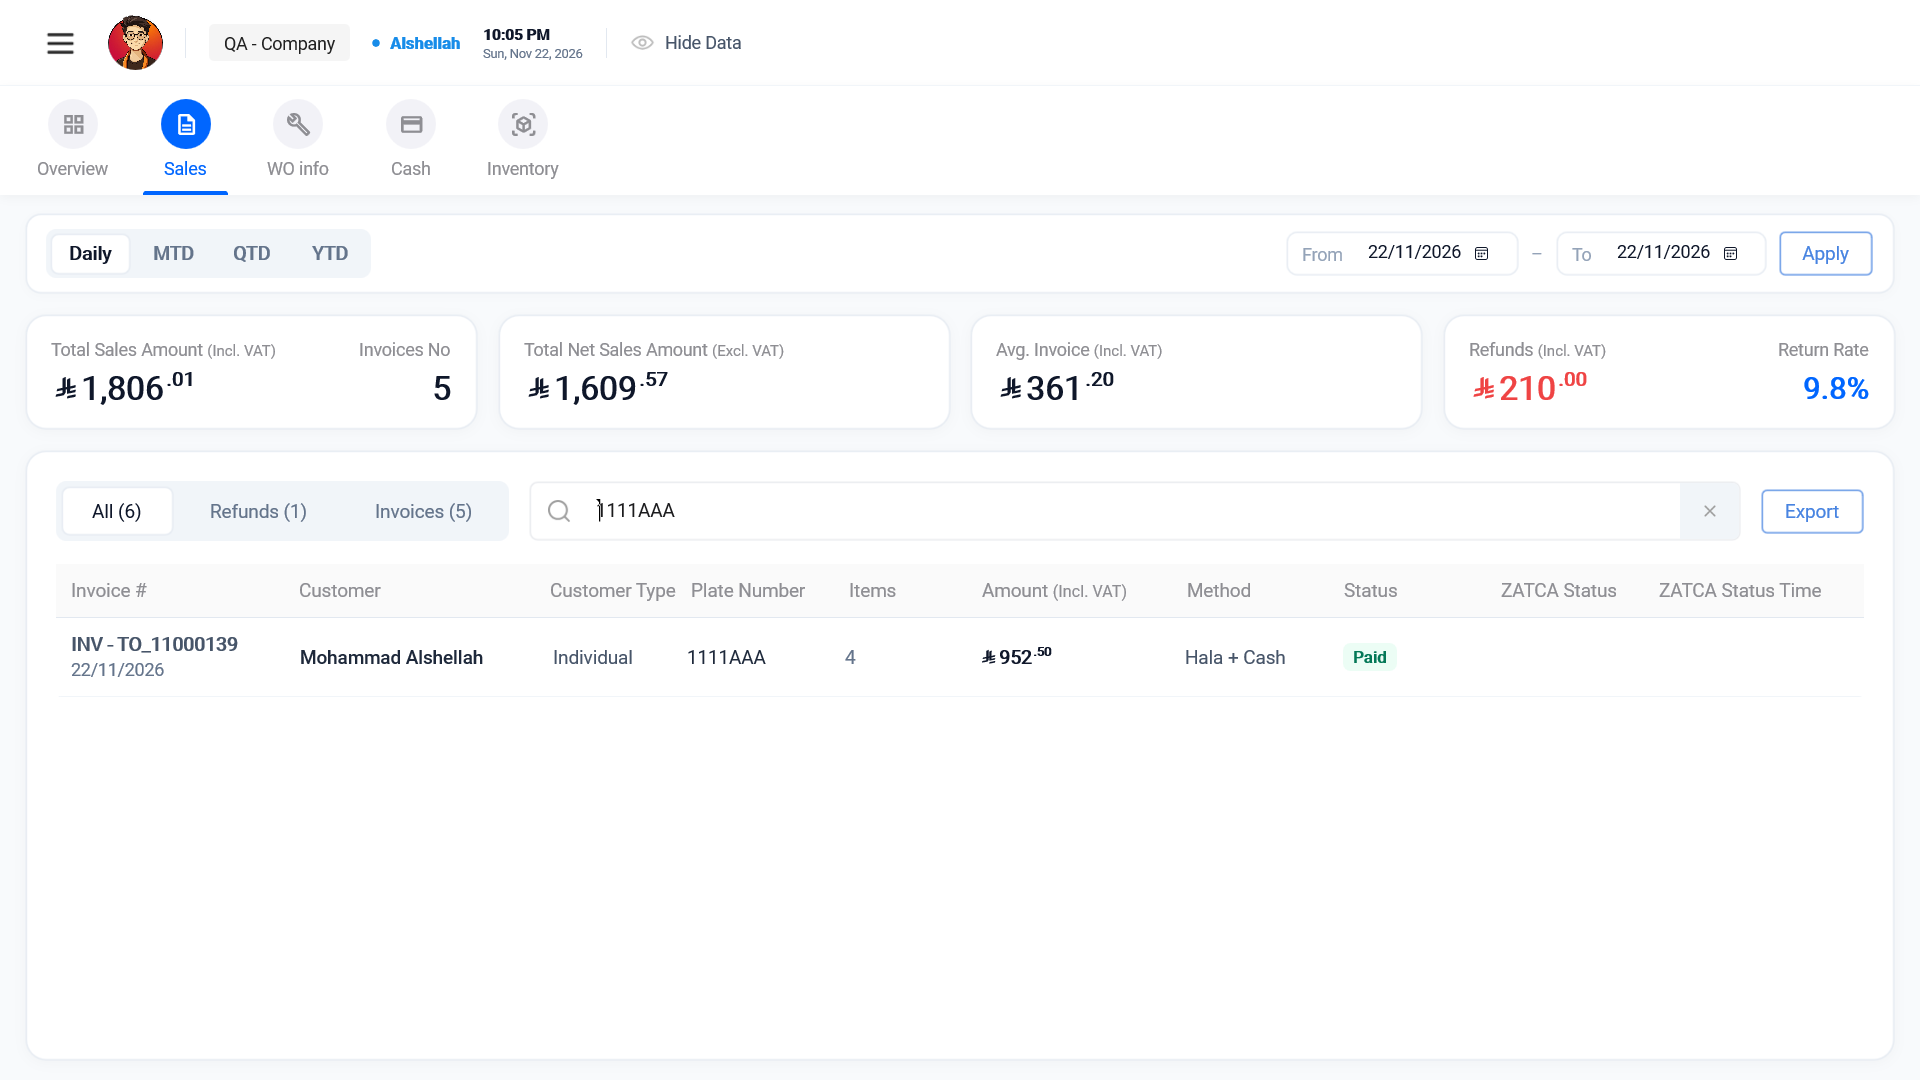 QA - Company
Alshellah
10:05 PM
Sun, Nov 22, 2026
Hide Data
Overview
Sales
WO info
Cash
Inventory
Daily
MTD
QTD
YTD
From 22/11/2026
–
To 22/11/2026
Apply
Total Sales Amount (Incl. VAT)
Invoices No
1,806.01
5
Total Net Sales Amount (Excl. VAT)
1,609.57
Avg. Invoice (Incl. VAT)
361.20
Refunds (Incl. VAT)
Return Rate
210.00
9.8%
All (6)
Refunds (1)
Invoices (5)
1111AAA
Export
Invoice # Customer Customer Type Plate Number Items Amount (Incl. VAT) Method Status ZATCA Status ZATCA Status Time
INV - TO_11000139
22/11/2026
Mohammad Alshellah Individual 1111AAA 4 952.50 Hala + Cash Paid